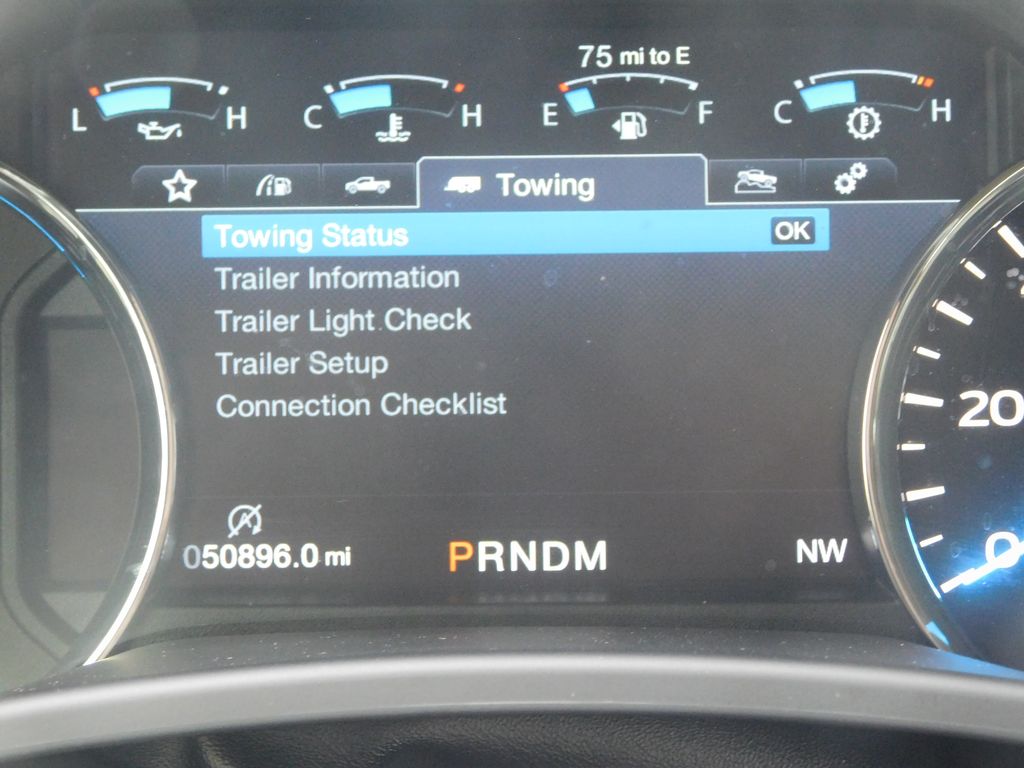 75 mi to E
L H C H E F C H
Towing
Towing Status OK
Trailer Information
Trailer Light Check
Trailer Setup
Connection Checklist
20
A
050896.0 mi PRNDM NW
0